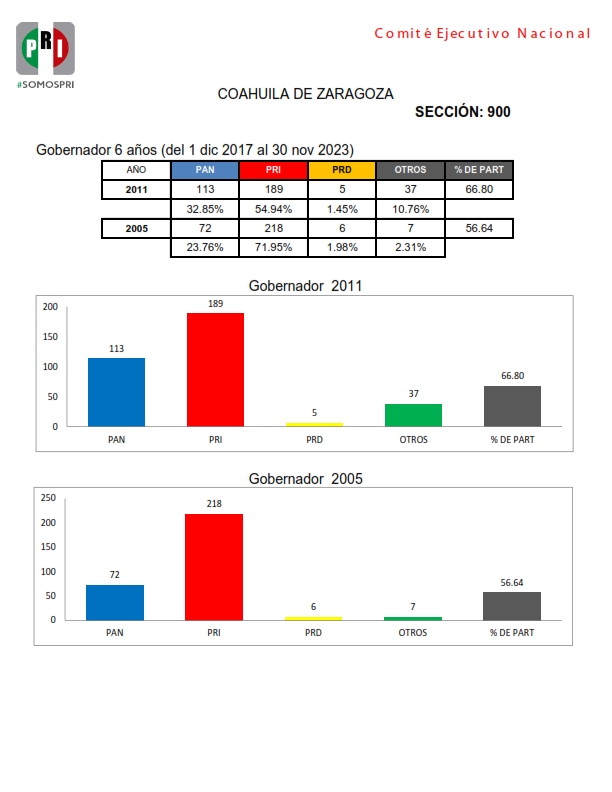 PRI
#SOMOSPRI
Comité Ejecutivo Nacional
COAHUILA DE ZARAGOZA
SECCIÓN: 900
Gobernador 6 años (del 1 dic 2017 al 30 nov 2023)
AÑO PAN PRI PRD OTROS % DE PART
2011 113 189 5 37 66.80
32.85% 54.94% 1.45% 10.76%
2005 72 218 6 7 56.64
23.76% 71.95% 1.98% 2.31%
Gobernador 2011
200
150
100
50
0
113
189
5
37
66.80
PAN PRI PRD OTROS % DE PART
Gobernador 2005
250
200
150
100
50
0
72
218
6
7
56.64
PAN PRI PRD OTROS % DE PART